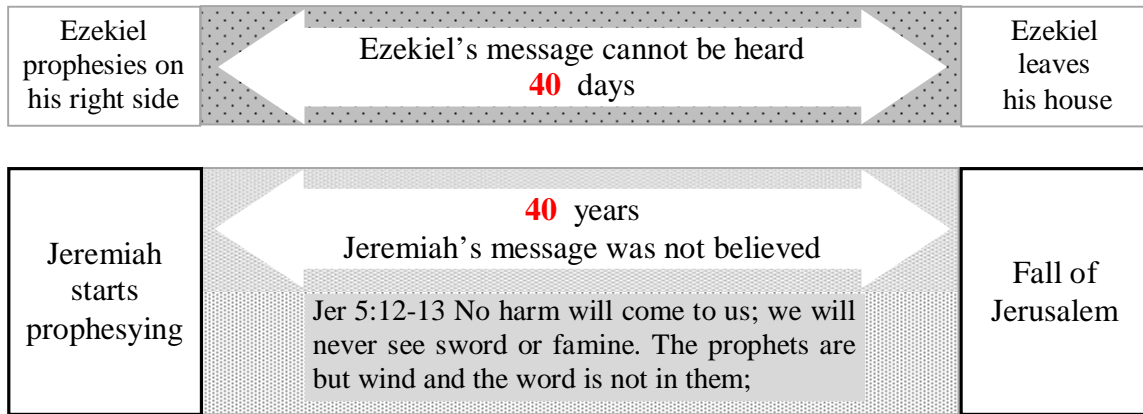 Ezekiel
prophesies on
his right side
Ezekiel’s message cannot be heard
40 days
Ezekiel
leaves
his house
Jeremiah
starts
prophesying
40 years
Jeremiah’s message was not believed
Jer 5:12-13 No harm will come to us; we will
never see sword or famine. The prophets are
but wind and the word is not in them;
Fall of
Jerusalem